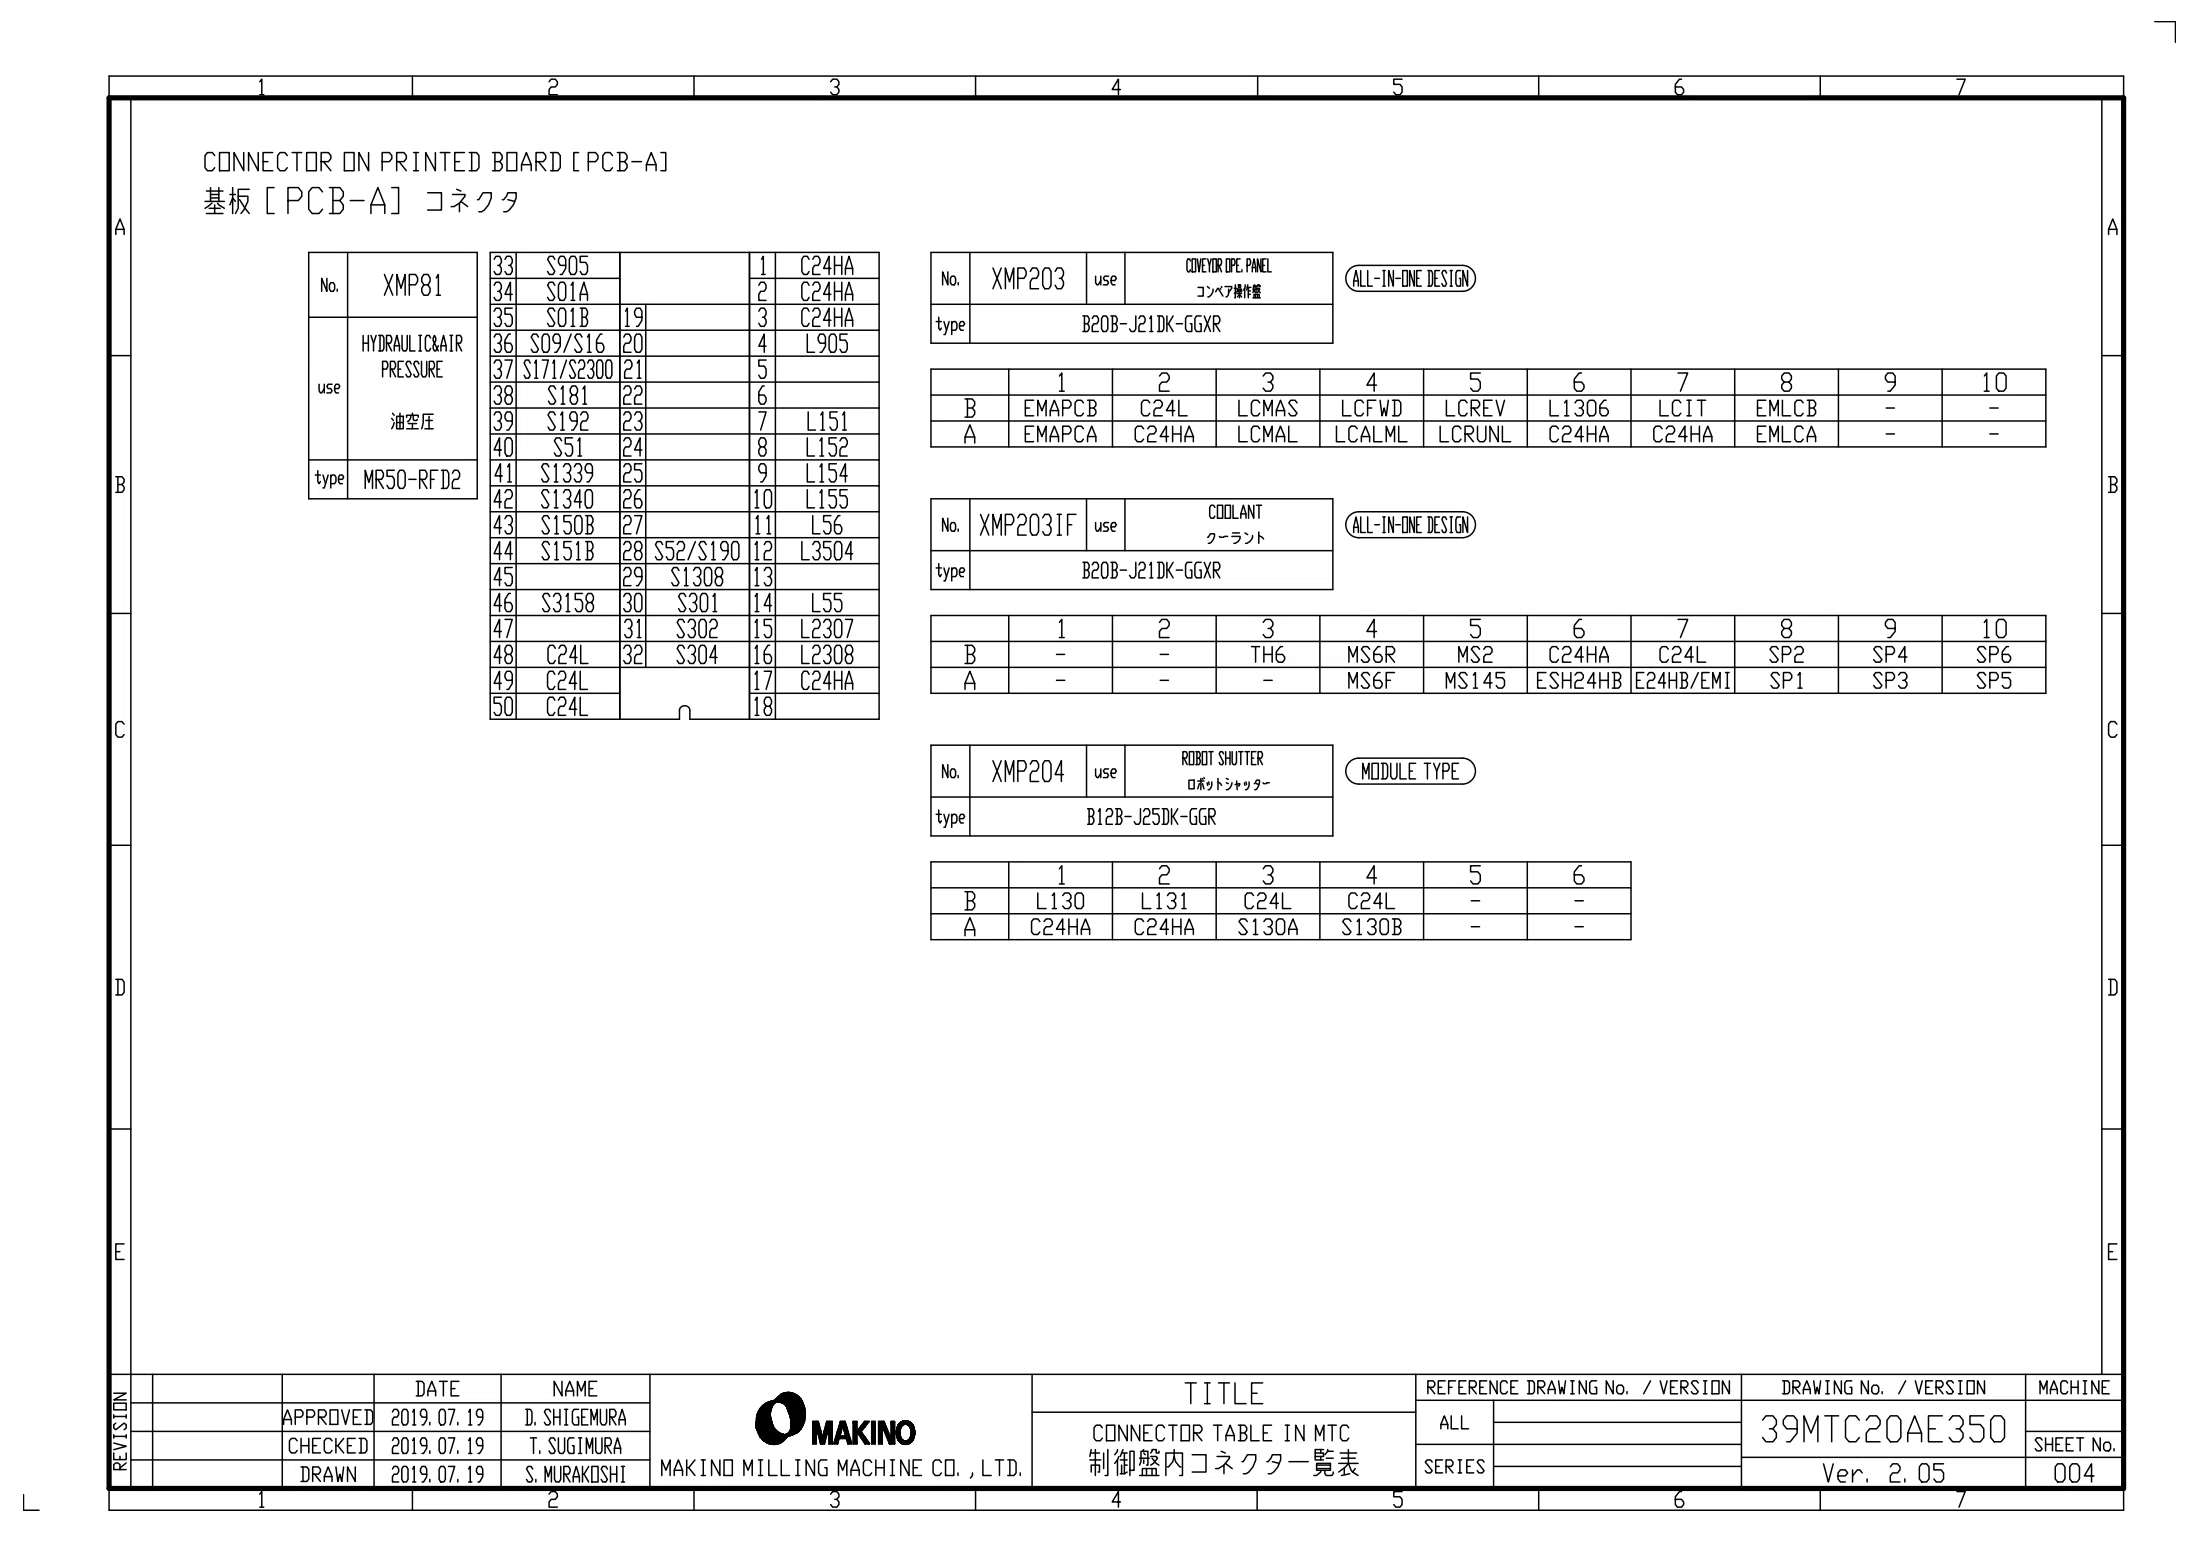 1 2 3 4 5 6 7
CONNECTOR ON PRINTED BOARD [PCB-A]
基板 [PCB-A] コネクタ
No. XMP81
use HYDRAULIC&AIR
PRESSURE
油空圧
type MR50-RFD2
33 S905 1 C24HA
34 S01A 2 C24HA
35 S01B 19 3 C24HA
36 S09/S16 20 4 L905
37 S171/S2300 21 5
38 S181 22 6
39 S192 23 7 L151
40 S51 24 8 L152
41 S1339 25 9 L154
42 S1340 26 10 L155
43 S150B 27 11 L56
44 S151B 28 S52/S190 12 L3504
45 29 S1308 13
46 S3158 30 S301 14 L55
47 31 S302 15 L2307
48 C24L 32 S304 16 L2308
49 C24L 17 C24HA
50 C24L 18
No. XMP203 use COVEYOR OPE. PANEL
コンベア操作盤
ALL-IN-ONE DESIGN
type B20B-J21DK-GGXR
1 2 3 4 5 6 7 8 9 10
B EMAPCB C24L LCMAS LCFWD LCREV L1306 LCIT EMLCB - -
A EMAPCA C24HA LCMAL LCALML LCRUNL C24HA C24HA EMLCA - -
No. XMP203IF use COOLANT
クーラント
ALL-IN-ONE DESIGN
type B20B-J21DK-GGXR
1 2 3 4 5 6 7 8 9 10
B - - TH6 MS6R MS2 C24HA C24L SP2 SP4 SP6
A - - - MS6F MS145 ESH24HB E24HB/EMI SP1 SP3 SP5
No. XMP204 use ROBOT SHUTTER
ロボットシャッター
MODULE TYPE
type B12B-J25DK-GGR
1 2 3 4 5 6
B L130 L131 C24L C24L - -
A C24HA C24HA S130A S130B - -
A A
B B
C C
D D
E E
REVISION
DATE NAME
APPROVED 2019.07.19 D. SHIGEMURA
CHECKED 2019.07.19 T. SUGIMURA
DRAWN 2019.07.19 S. MURAKOSHI
MAKINO
MAKINO MILLING MACHINE CO., LTD.
TITLE
CONNECTOR TABLE IN MTC
制御盤内コネクター覧表
REFERENCE DRAWING No. / VERSION
ALL
SERIES
DRAWING No. / VERSION
39MTC20AE350
Ver. 2.05
MACHINE
SHEET No.
004
1 2 3 4 5 6 7